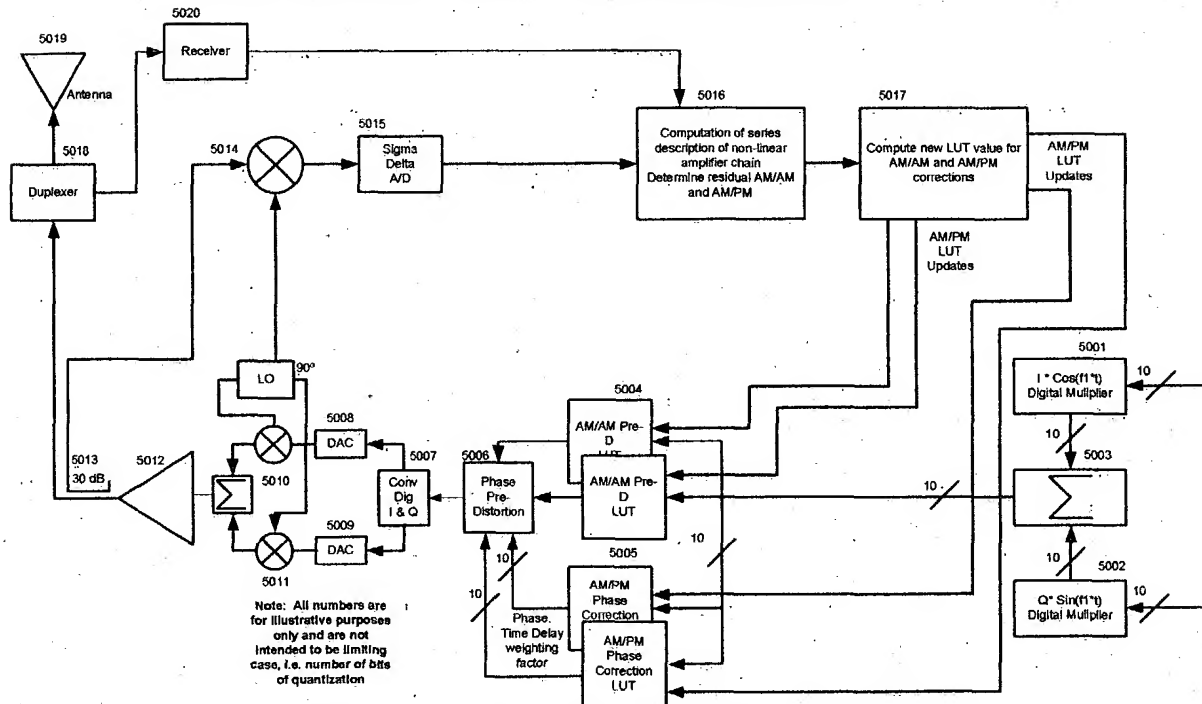 5020
5019
Receiver
Antenna
5018
Duplexer
5014
5015
Sigma
Delta
A/D
5016
Computation of series
description of non-linear
amplifier chain
Determine residual AM/AM
and AM/PM
5017
Compute new LUT value for
AM/AM and AM/PM
corrections
AM/PM
LUT
Updates
AM/PM
LUT
Updates
LO
90°
5013
30 dB
5012
5010
5008
DAC
5007
Conv
Dig
I & Q
5009
DAC
5011
5006
Phase
Pre-
Distortion
5004
AM/AM Pre-
D
LUT
AM/AM Pre-
D
LUT
10
5001
I * Cos(f1*t)
Digital Muliplier
10
10
5003
10
5002
Q* Sin(f1*t)
Digital Muliplier
10
10
10
10
5005
AM/PM
Phase
Correction
AM/PM
Phase
Correction
LUT
Phase.
Time Delay
weighting
factor
Note: All numbers are
for illustrative purposes
only and are not
intended to be limiting
case, i.e. number of bits
of quantization